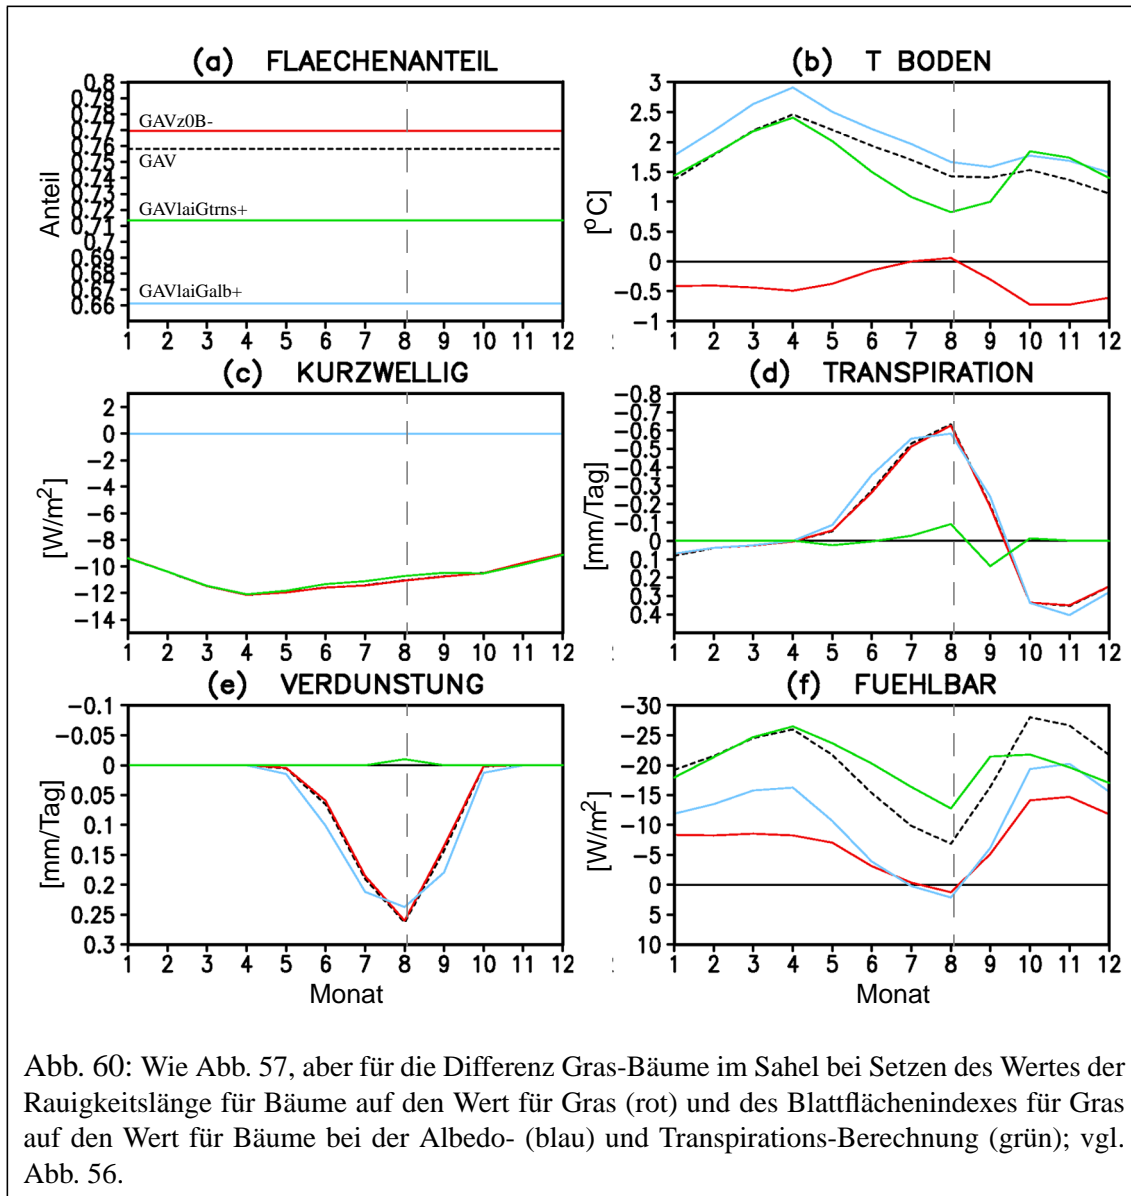 (a) FLAECHENANTEIL
0.8
0.79
0.78
0.77
0.76
0.75
0.74
0.73
0.72
0.71
0.7
0.69
0.68
0.67
0.66
Anteil
GAVz0B-
GAV
GAVlaiGtrns+
GAVlaiGalb+
1 2 3 4 5 6 7 8 9 10 11 12
(b) T BODEN
3
2.5
2
1.5
1
0.5
0
−0.5
−1
[°C]
1 2 3 4 5 6 7 8 9 10 11 12
(c) KURZWELLIG
2
0
−2
−4
−6
−8
−10
−12
−14
[W/m²]
1 2 3 4 5 6 7 8 9 10 11 12
(d) TRANSPIRATION
−0.8
−0.7
−0.6
−0.5
−0.4
−0.3
−0.2
−0.1
0
0.1
0.2
0.3
0.4
[mm/Tag]
1 2 3 4 5 6 7 8 9 10 11 12
(e) VERDUNSTUNG
−0.1
−0.05
0
0.05
0.1
0.15
0.2
0.25
0.3
[mm/Tag]
1 2 3 4 5 6 7 8 9 10 11 12
Monat
(f) FUEHLBAR
−30
−25
−20
−15
−10
−5
0
5
10
[W/m²]
1 2 3 4 5 6 7 8 9 10 11 12
Monat
Abb. 60: Wie Abb. 57, aber für die Differenz Gras-Bäume im Sahel bei Setzen des Wertes der
Rauigkeitslänge für Bäume auf den Wert für Gras (rot) und des Blattflächenindexes für Gras
auf den Wert für Bäume bei der Albedo- (blau) und Transpirations-Berechnung (grün); vgl.
Abb. 56.